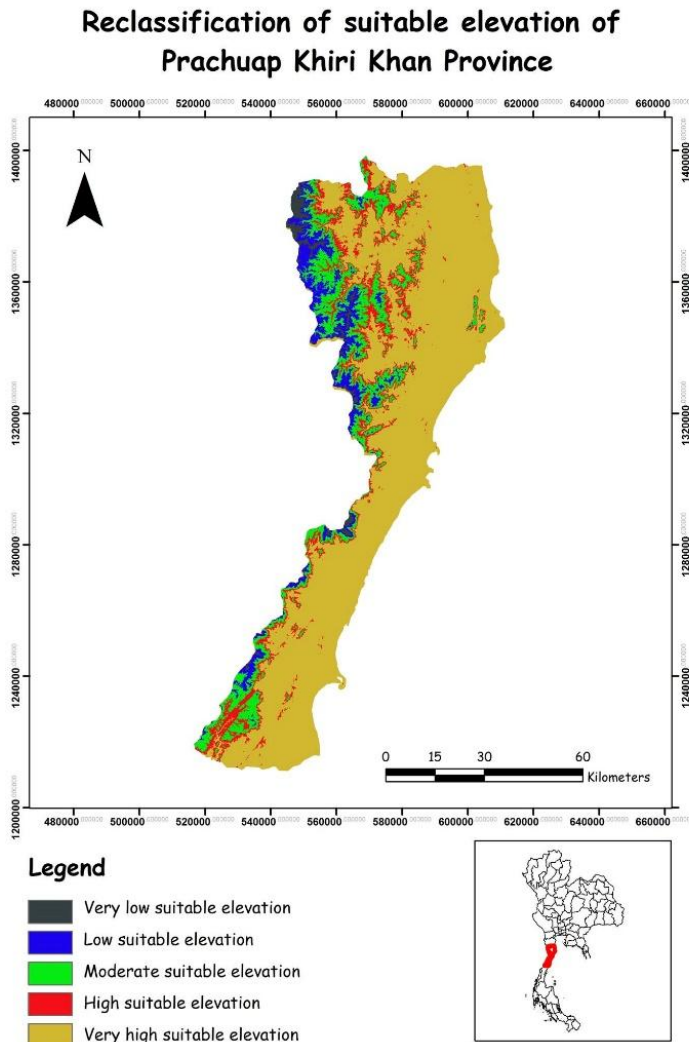 Reclassification of suitable elevation of
Prachuap Khiri Khan Province
480000 500000 520000 540000 560000 580000 600000 620000 640000 660000
N
1400000 1400000
1360000 1360000
1320000 1320000
1280000 1280000
1240000 1240000
1200000 1200000
0 15 30 60
Kilometers
480000 500000 520000 540000 560000 580000 600000 620000 640000 660000
Legend
Very low suitable elevation
Low suitable elevation
Moderate suitable elevation
High suitable elevation
Very high suitable elevation